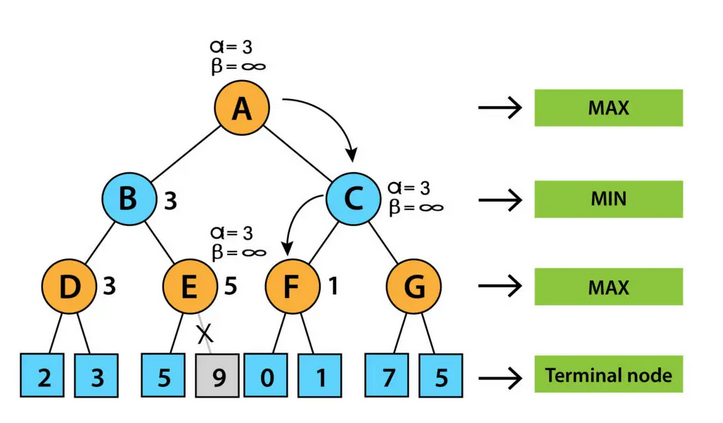 α= 3
β= ∞
A
MAX
B
3
C
α= 3
β= ∞
MIN
α= 3
β= ∞
D
3
E
5
F
1
G
MAX
X
2
3
5
9
0
1
7
5
Terminal node